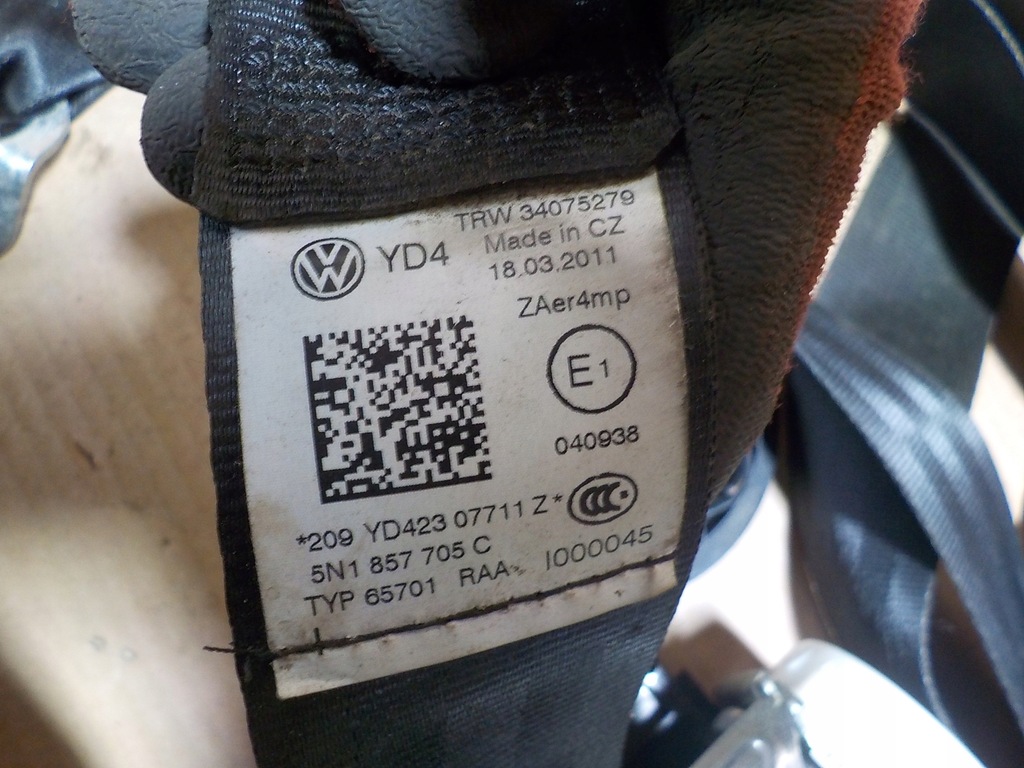 TRW 34075279
YD4
Made in CZ
18.03.2011
ZAer4mp
E1
040938
*209 YD423 07711 Z*
CCC
5N1 857 705 C
TYP 65701 RAA I000045